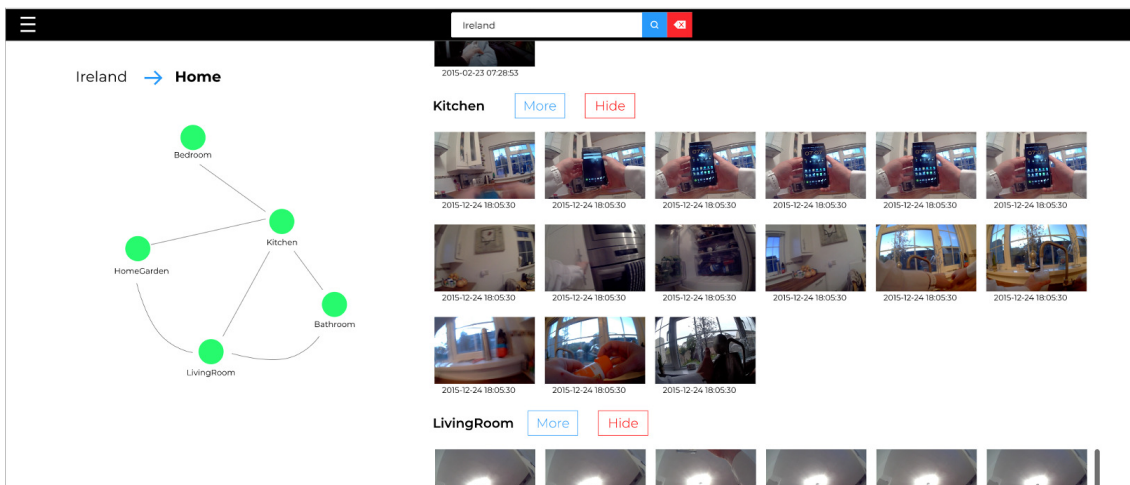 Ireland
Ireland → Home
Bedroom
Kitchen
HomeGarden
Bathroom
LivingRoom
2015-02-23 07:28:53
Kitchen More Hide
2015-12-24 18:05:30 2015-12-24 18:05:30 2015-12-24 18:05:30 2015-12-24 18:05:30 2015-12-24 18:05:30 2015-12-24 18:05:30
2015-12-24 18:05:30 2015-12-24 18:05:30 2015-12-24 18:05:30 2015-12-24 18:05:30 2015-12-24 18:05:30 2015-12-24 18:05:30
2015-12-24 18:05:30 2015-12-24 18:05:30 2015-12-24 18:05:30
LivingRoom More Hide